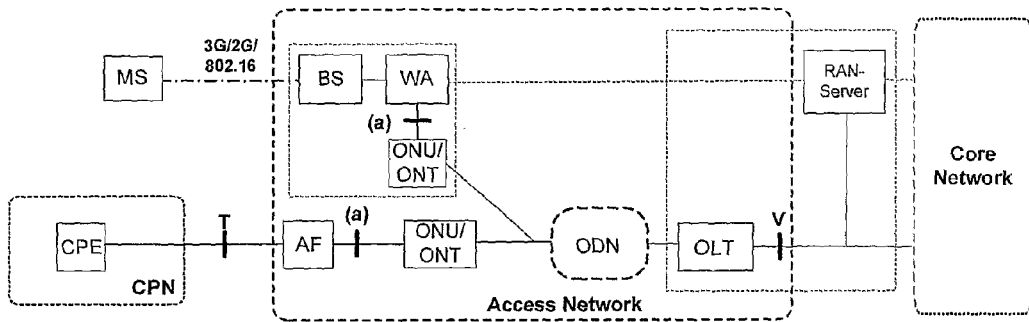 3G/2G/
802.16
MS
BS
WA
RAN-
Server
(a)
ONU/
ONT
Core
Network
T
(a)
V
CPE
AF
ONU/
ONT
ODN
OLT
CPN
Access Network